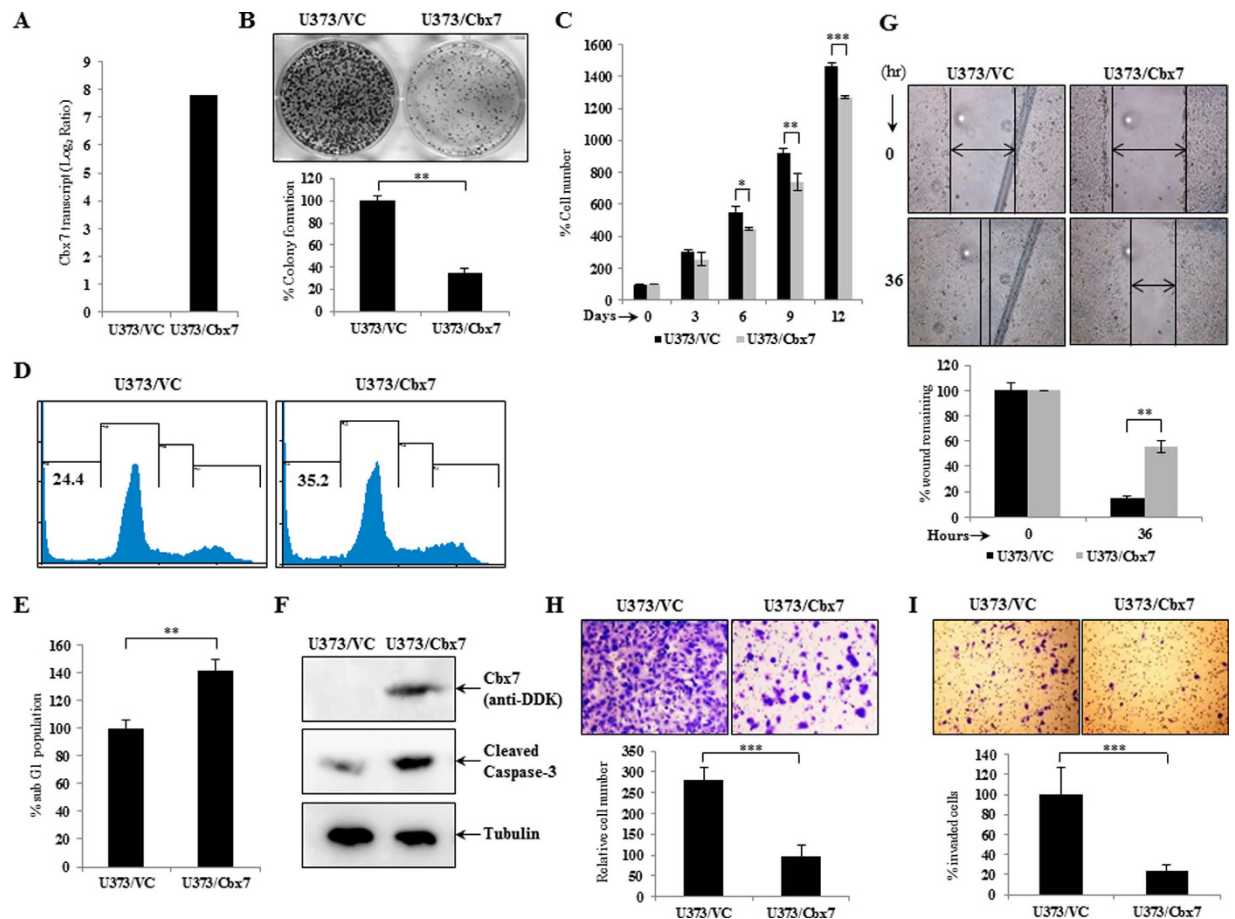 A
Cbx7 transcript (Log2 Ratio)
9
8
7
6
5
4
3
2
1
0
U373/VC U373/Cbx7
B
U373/VC U373/Cbx7
% Colony formation
120
100
80
60
40
20
0
**
U373/VC U373/Cbx7
C
% Cell number
1600
1400
1200
1000
800
600
400
200
0
*
**
***
Days 0 3 6 9 12
U373/VC U373/Cbx7
D
U373/VC U373/Cbx7
24.4 35.2
E
% sub G1 population
160
140
120
100
80
60
40
20
0
**
U373/VC U373/Cbx7
F
U373/VC U373/Cbx7
Cbx7
(anti-DDK)
Cleaved
Caspase-3
Tubulin
G
(hr) U373/VC U373/Cbx7
0
36
% wound remaining
120
100
80
60
40
20
0
**
Hours 0 36
U373/VC U373/Cbx7
H
U373/VC U373/Cbx7
Relative cell number
350
300
250
200
150
100
50
0
***
U373/VC U373/Cbx7
I
U373/VC U373/Cbx7
% invaded cells
120
100
80
60
40
20
0
***
U373/VC U373/Cbx7